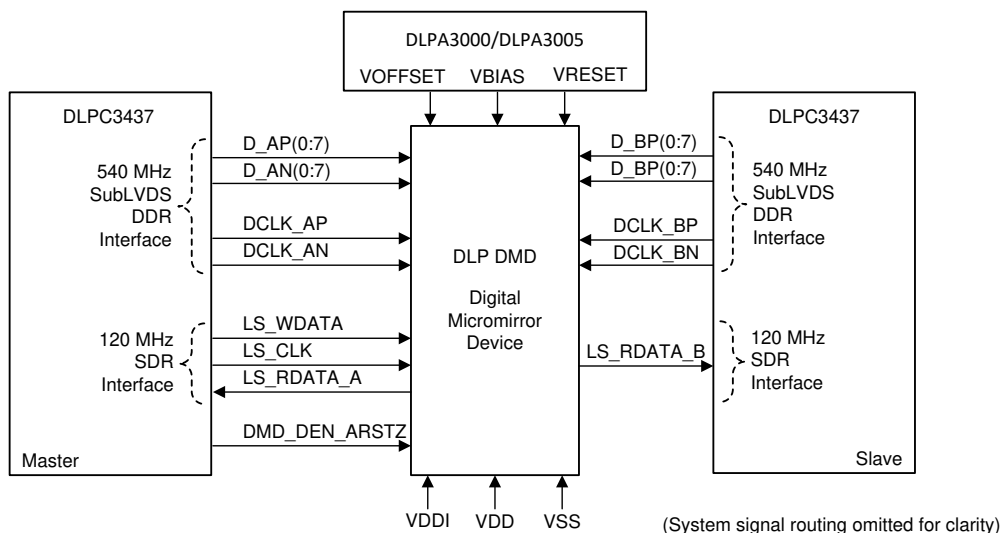 DLPA3000/DLPA3005
VOFFSET VBIAS VRESET
DLPC3437
540 MHz
SubLVDS
DDR
Interface
120 MHz
SDR
Interface
Master
D_AP(0:7)
D_AN(0:7)
DCLK_AP
DCLK_AN
LS_WDATA
LS_CLK
LS_RDATA_A
DMD_DEN_ARSTZ
DLP DMD
Digital
Micromirror
Device
D_BP(0:7)
D_BP(0:7)
DCLK_BP
DCLK_BN
LS_RDATA_B
DLPC3437
540 MHz
SubLVDS
DDR
Interface
120 MHz
SDR
Interface
Slave
VDDI VDD VSS
(System signal routing omitted for clarity)